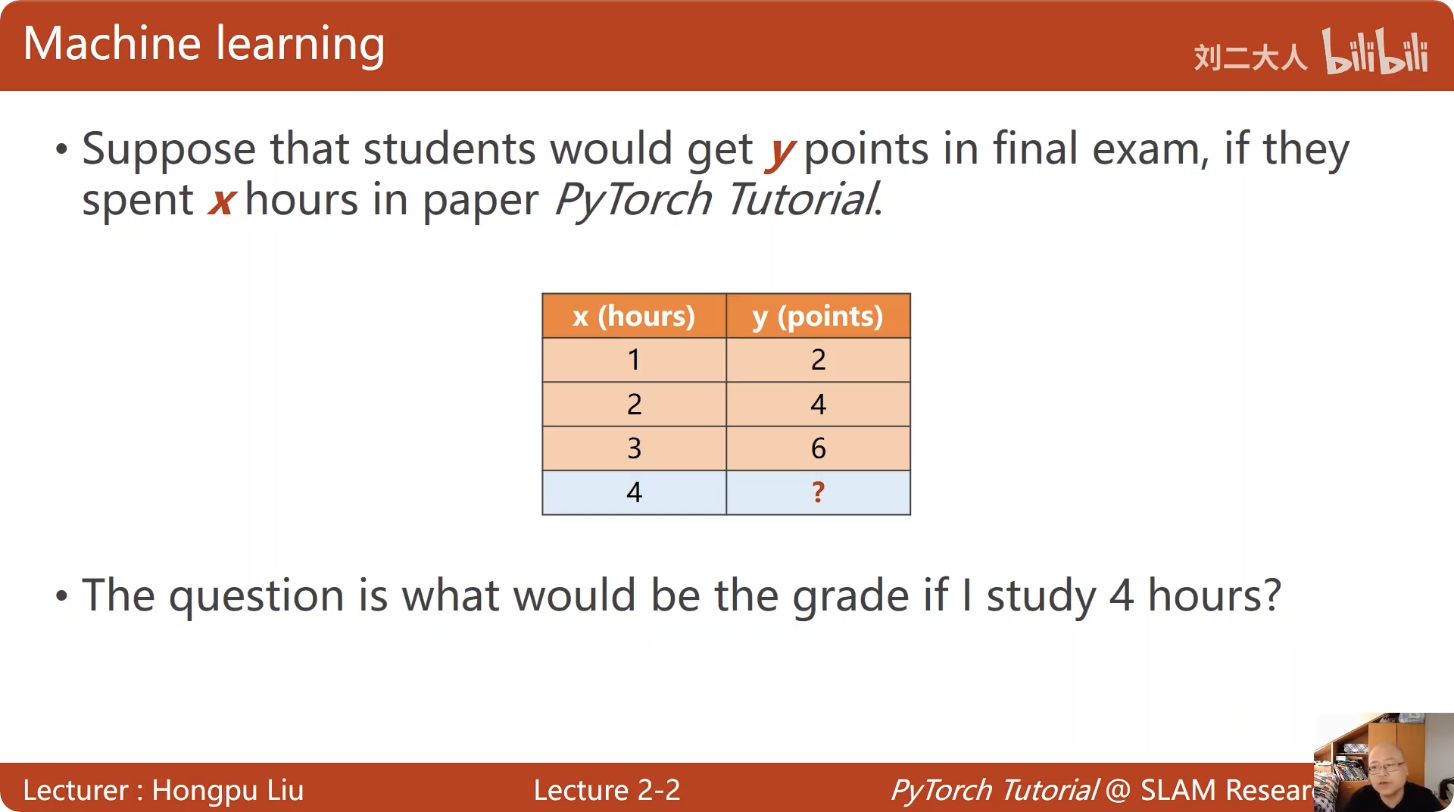 Machine learning
刘二大人 bilibili
• Suppose that students would get y points in final exam, if they
spent x hours in paper PyTorch Tutorial.
x (hours) y (points)
1 2
2 4
3 6
4 ?
• The question is what would be the grade if I study 4 hours?
Lecturer : Hongpu Liu Lecture 2-2 PyTorch Tutorial @ SLAM Resear